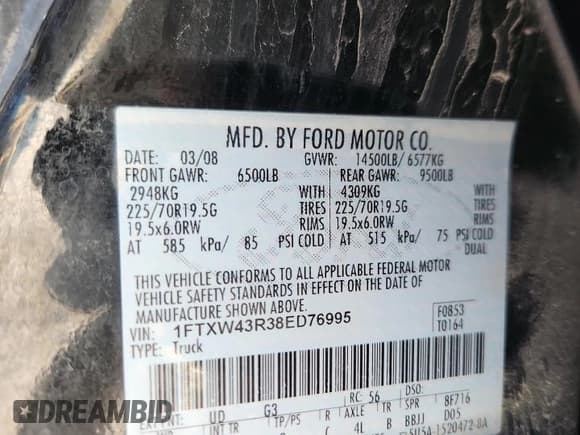 MFD. BY FORD MOTOR CO.
DATE: 03/08 GVWR: 14500LB/ 6577KG
FRONT GAWR: 6500LB REAR GAWR: 9500LB
2948KG WITH 4309KG WITH
225/70R19.5G TIRES 225/70R19.5G TIRES
19.5x6.0RW RIMS 19.5x6.0RW RIMS
AT 585 kPa/ 85 PSI COLD AT 515 kPa/ 75 PSI COLD
DUAL
THIS VEHICLE CONFORMS TO ALL APPLICABLE FEDERAL MOTOR
VEHICLE SAFETY STANDARDS IN EFFECT ON THE DATE OF
MANUFACTURE SHOWN ABOVE.
VIN: 1FTXW43R38ED76995 F0853
TYPE: Truck T0164
RC: 56 DSO:
UD G3 R AXLE TR SPR 8F716
INT TR TP/PS 4L B BBJJ D05
DREAMBID